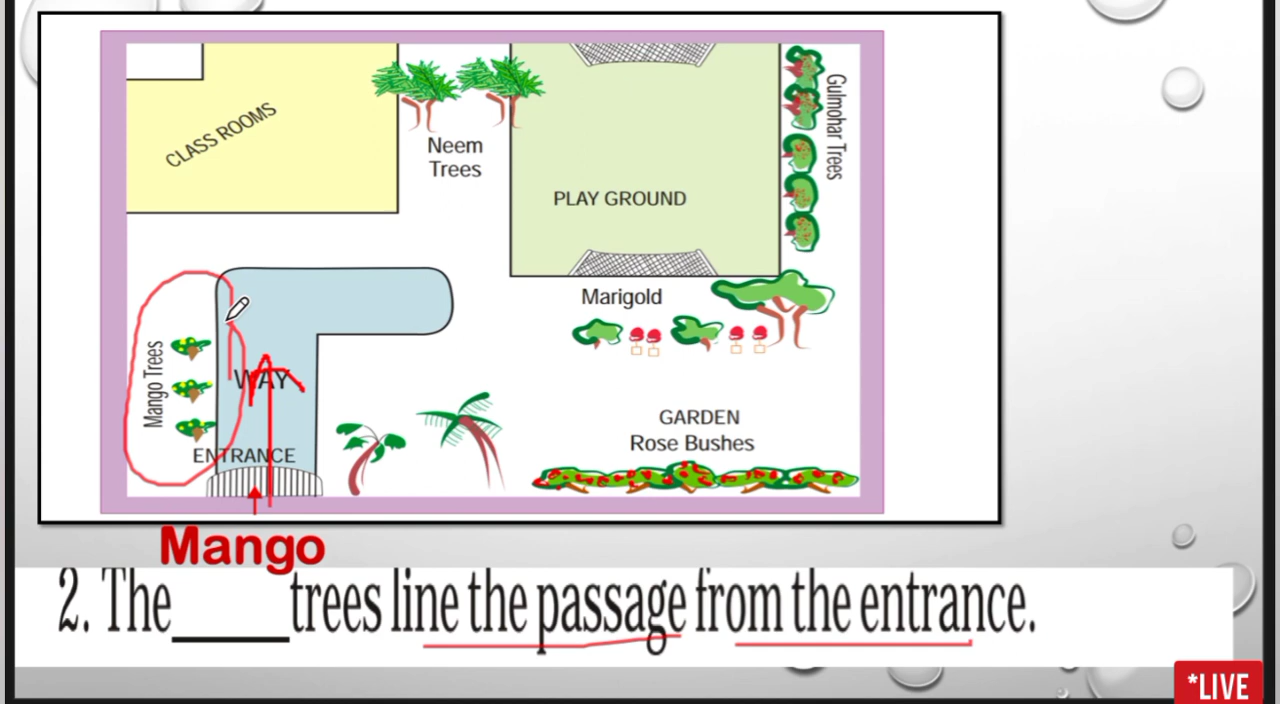 CLASS ROOMS
Neem
Trees
PLAY GROUND
Gulmohar Trees
Marigold
Mango Trees
WAY
ENTRANCE
GARDEN
Rose Bushes
Mango
2. The_____trees line the passage from the entrance.
*LIVE